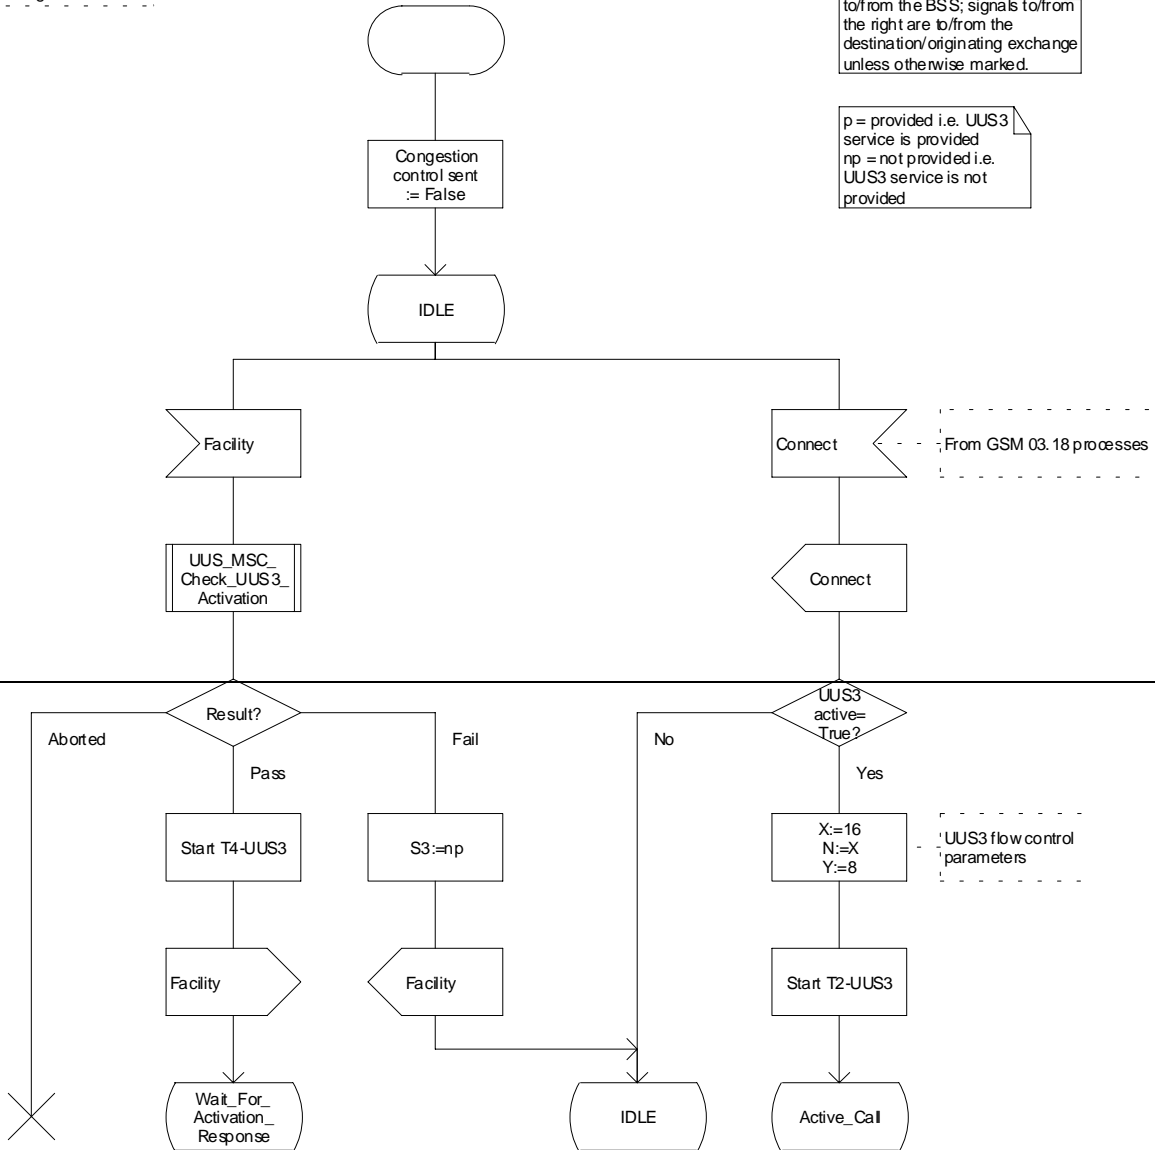 to/from the BSS; signals to/from
the right are to/from the
destination/originating exchange
unless otherwise marked.
p = provided i.e. UUS3
service is provided
np = not provided i.e.
UUS3 service is not
provided
Congestion
control sent
:= False
IDLE
Facility
Connect
From GSM 03.18 processes
UUS_MSC_
Check_UUS3_
Activation
Connect
Result?
UUS3
active=
True?
Aborted
Fail
No
Pass
Yes
Start T4-UUS3
S3:=np
X:=16
N:=X
Y:=8
UUS3 flow control
parameters
Facility
Facility
Start T2-UUS3
Wait_For_
Activation_
Response
IDLE
Active_Call